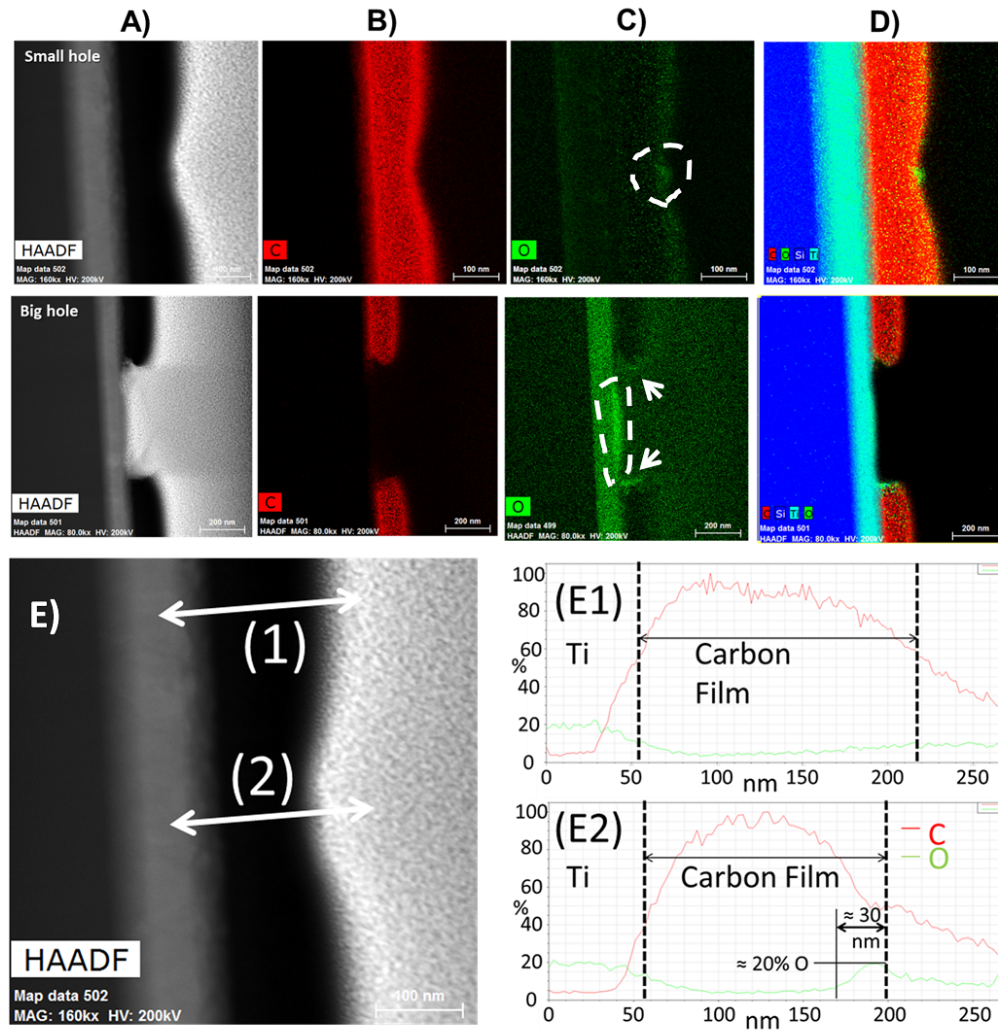 A) B) C) D)
Small hole
HAADF
Map data 502
MAG: 160kx HV: 200kV
100 nm
C
Map data 502
MAG: 160kx HV: 200kV
100 nm
O
Map data 502
MAG: 160kx HV: 200kV
100 nm
C O Si Ti
Map data 502
MAG: 160kx HV: 200kV
100 nm
Big hole
HAADF
Map data 501
MAG: 80.0kx HV: 200kV
200 nm
C
Map data 501
HAADF MAG: 80.0kx HV: 200kV
200 nm
O
Map data 499
HAADF MAG: 80.0kx HV: 200kV
200 nm
C Si Ti O
Map data 501
HAADF MAG: 80.0kx HV: 200kV
200 nm
E)
(1)
(2)
HAADF
Map data 502
MAG: 160kx HV: 200kV
100 nm
(E1)
Ti
Carbon
Film
100
80
60
%
40
20
0
0 50 100 150 200 250
nm
(E2)
Ti
Carbon Film
C
O
≈ 30
nm
≈ 20% O
100
80
60
%
40
20
0
0 50 100 150 200 250
nm